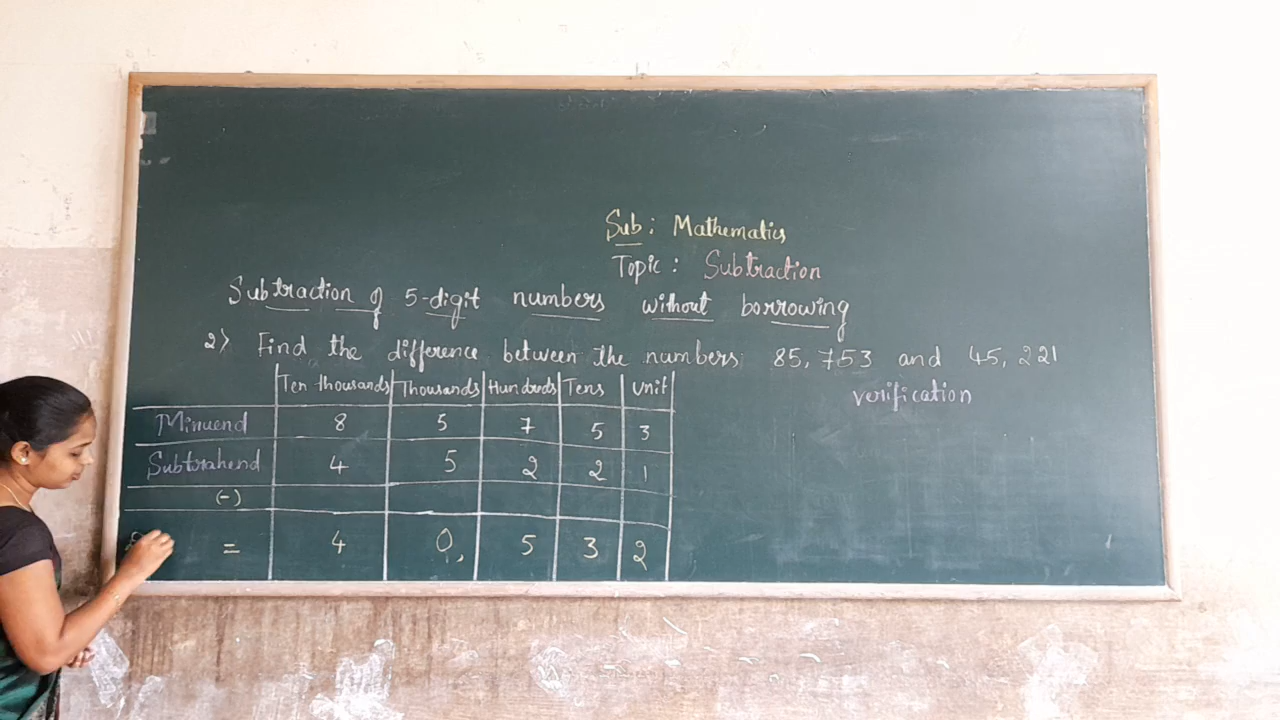 Sub: Mathematics
Topic: Subtraction
Subtraction of 5-digit numbers without borrowing
2) Find the difference between the numbers 85,753 and 45,221
Ten thousands Thousands Hundreds Tens Unit
verification
Minuend 8 5 7 5 3
Subtrahend 4 5 2 2 1
(-)
= 4 0, 5 3 2